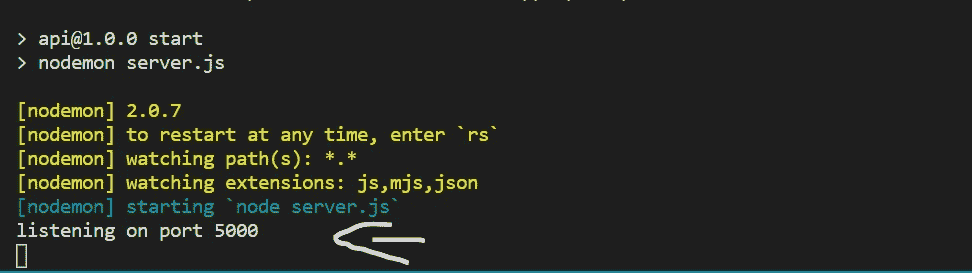 > api@1.0.0 start
> nodemon server.js
[nodemon] 2.0.7
[nodemon] to restart at any time, enter `rs`
[nodemon] watching path(s): *.*
[nodemon] watching extensions: js,mjs,json
[nodemon] starting `node server.js`
listening on port 5000